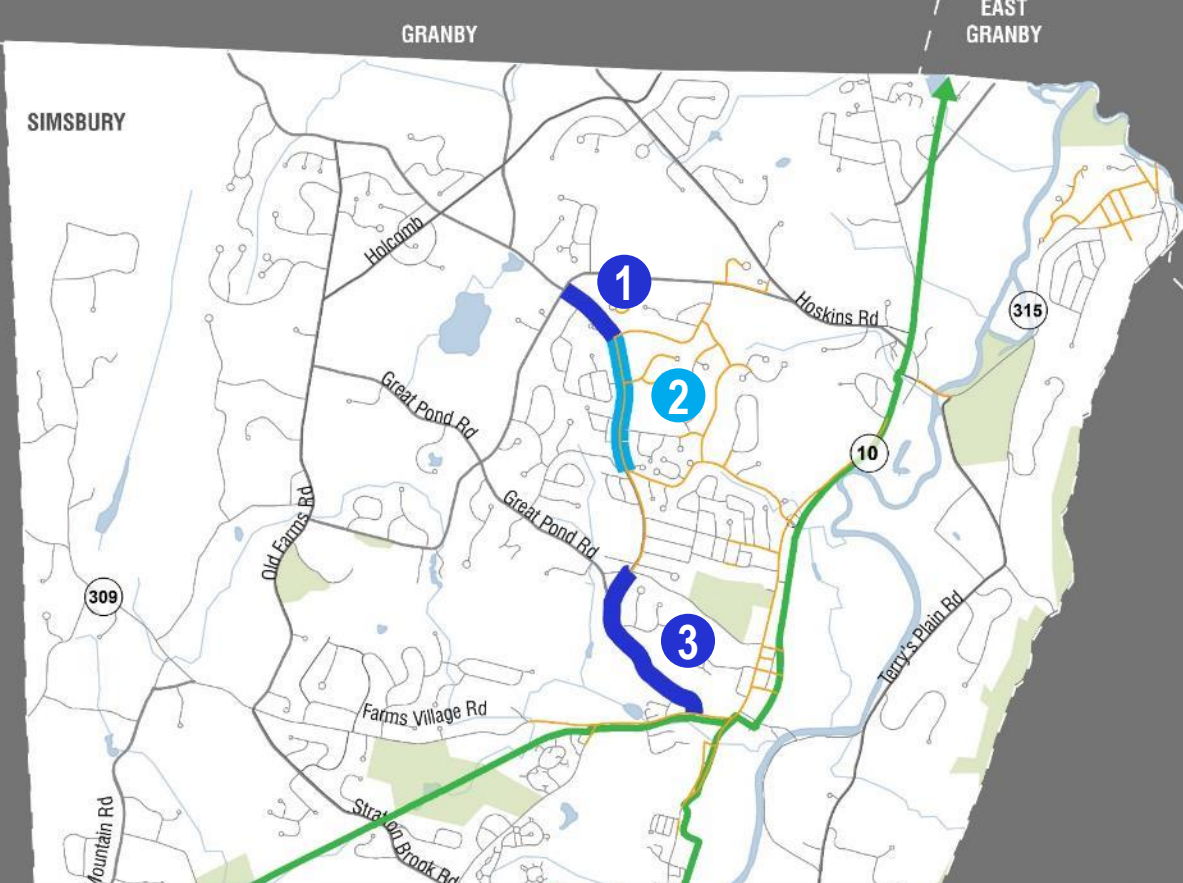 EAST
GRANBY
GRANBY
SIMSBURY
Holcomb
1
Hoskins Rd
315
Great Pond Rd
2
10
Great Pond Rd
Old Farms Rd
309
3
Terry's Plain Rd
Farms Village Rd
Mountain Rd
Stratton Brook Rd